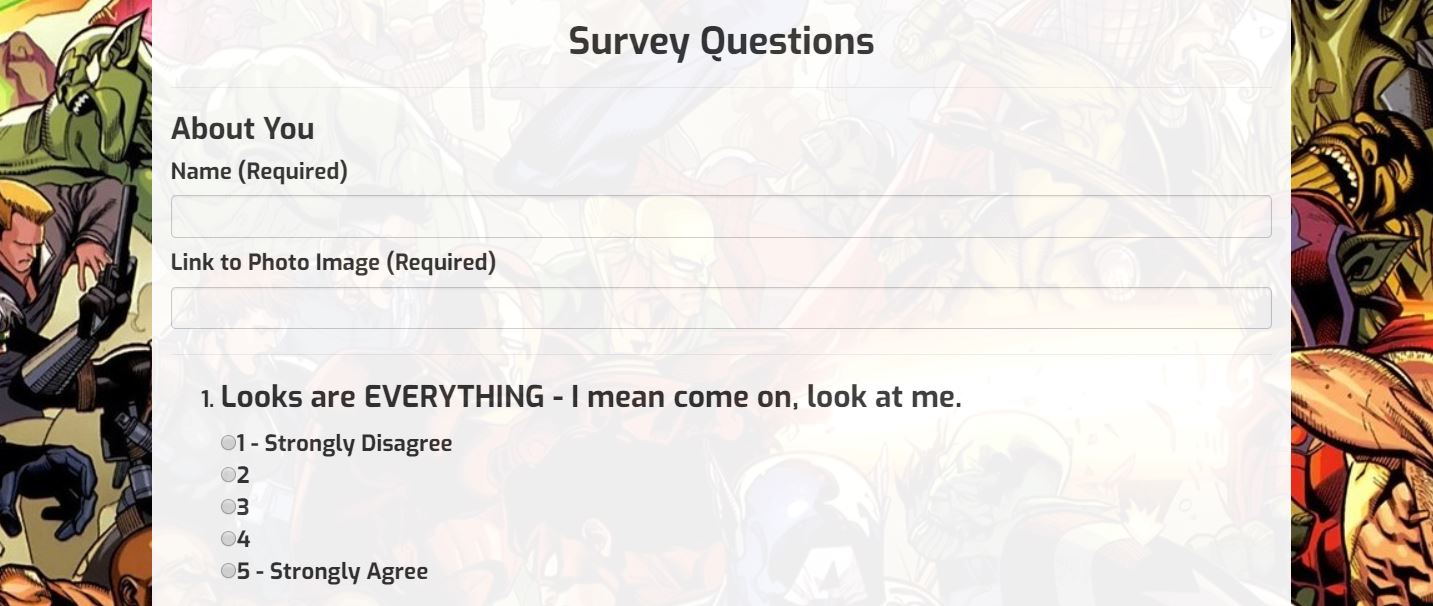 Survey Questions
About You
Name (Required)
Link to Photo Image (Required)
1. Looks are EVERYTHING - I mean come on, look at me.
1 - Strongly Disagree
2
3
4
5 - Strongly Agree